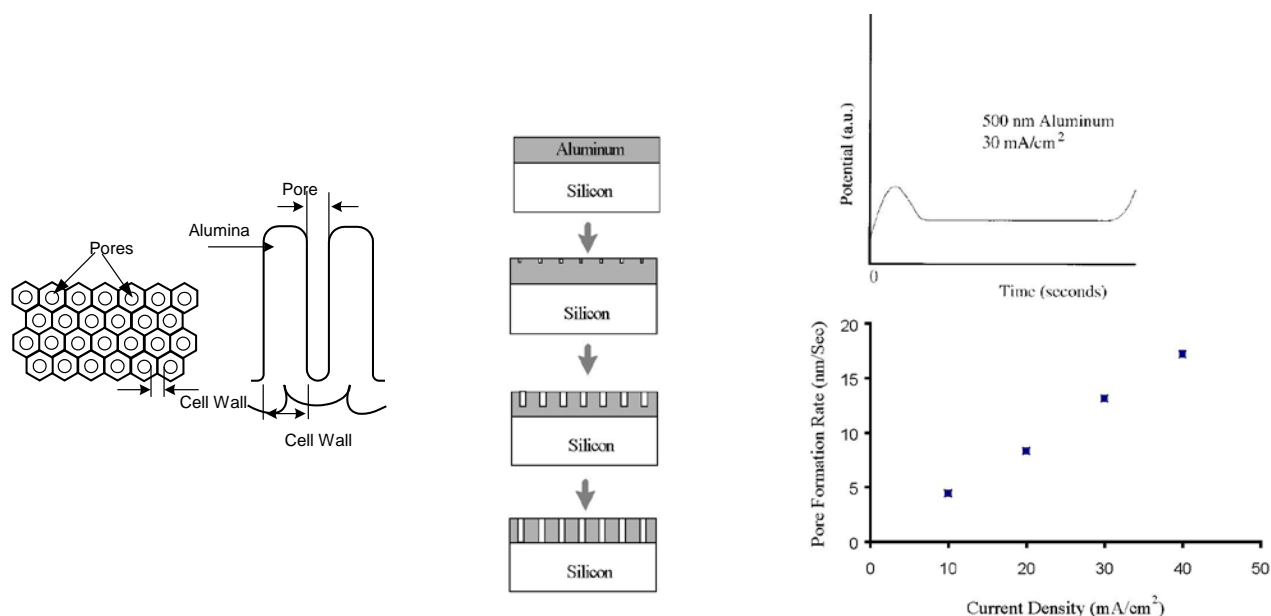 Pores
Cell Wall
Pore
Alumina
Cell Wall
Aluminum
Silicon
Silicon
Silicon
Silicon
Potential (a.u.)
500 nm Aluminum
30 mA/cm²
0
Time (seconds)
Pore Formation Rate (nm/Sec)
20
15
10
5
0
0 10 20 30 40 50
Current Density (mA/cm²)